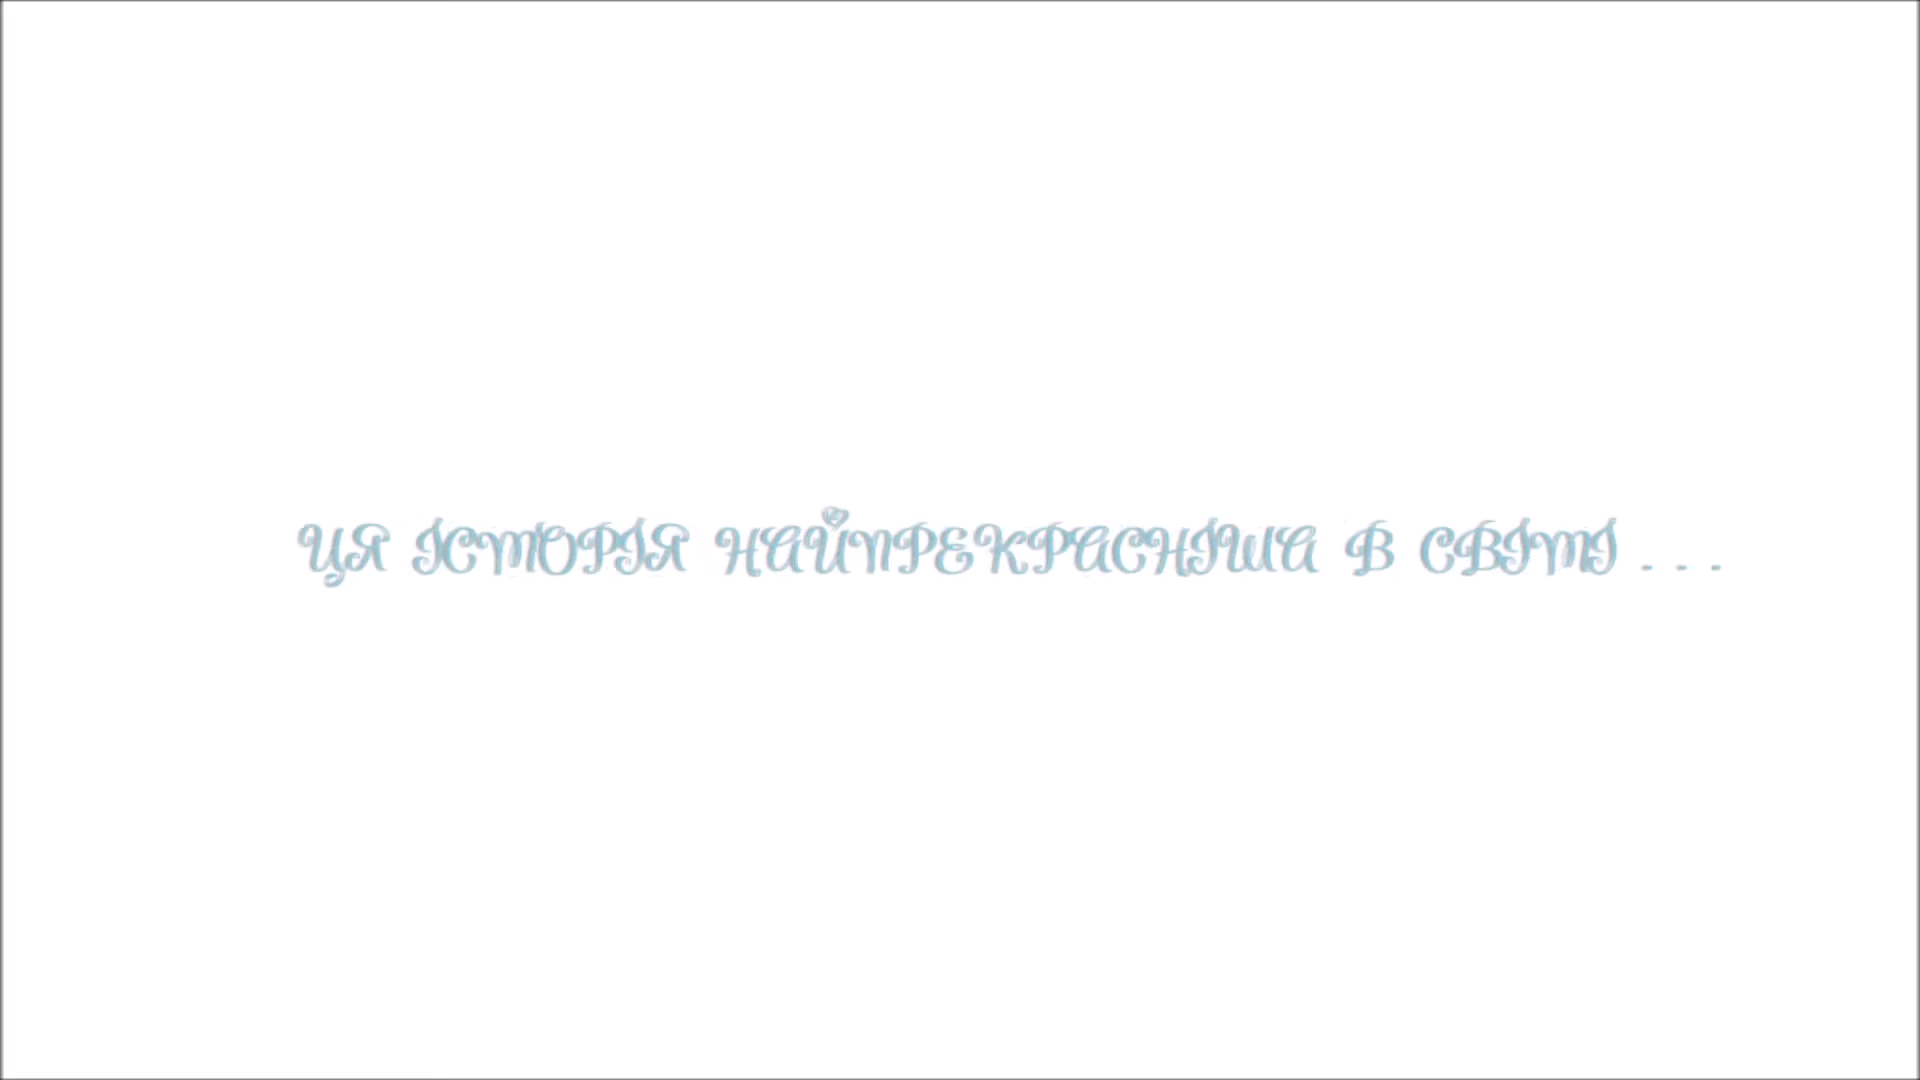 ЦЯ ІСТОРІЯ НАЙПРЕКРАСНІША В СВІТІ . . .